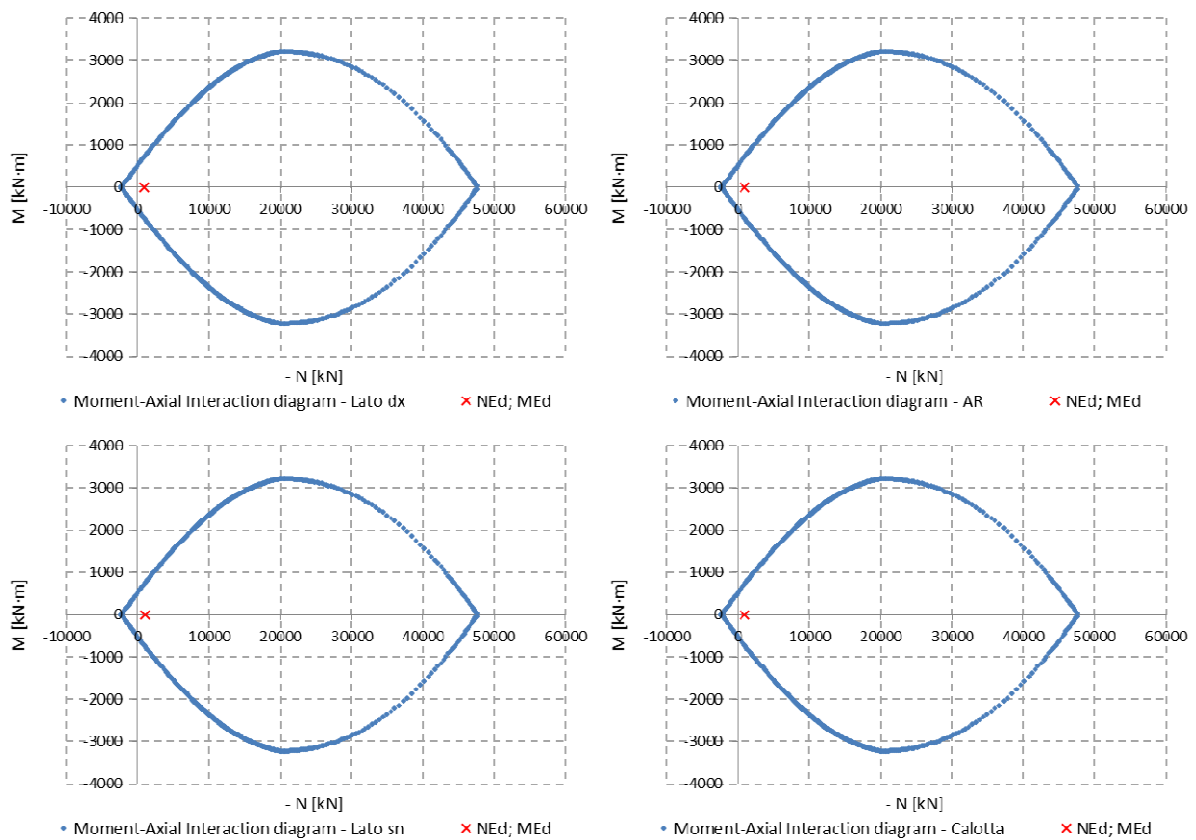 4000
3000
2000
1000
0
-1000
-2000
-3000
-4000
-10000 0 10000 20000 30000 40000 50000 60000
M [kN·m]
- N [kN]
Moment-Axial Interaction diagram - Lato dx NEd; MEd
4000
3000
2000
1000
0
-1000
-2000
-3000
-4000
-10000 0 10000 20000 30000 40000 50000 60000
M [kN·m]
- N [kN]
Moment-Axial Interaction diagram - AR NEd; MEd
4000
3000
2000
1000
0
-1000
-2000
-3000
-4000
-10000 0 10000 20000 30000 40000 50000 60000
M [kN·m]
- N [kN]
Moment-Axial Interaction diagram - Lato sn NEd; MEd
4000
3000
2000
1000
0
-1000
-2000
-3000
-4000
-10000 0 10000 20000 30000 40000 50000 60000
M [kN·m]
- N [kN]
Moment-Axial Interaction diagram - Calotta NEd; MEd